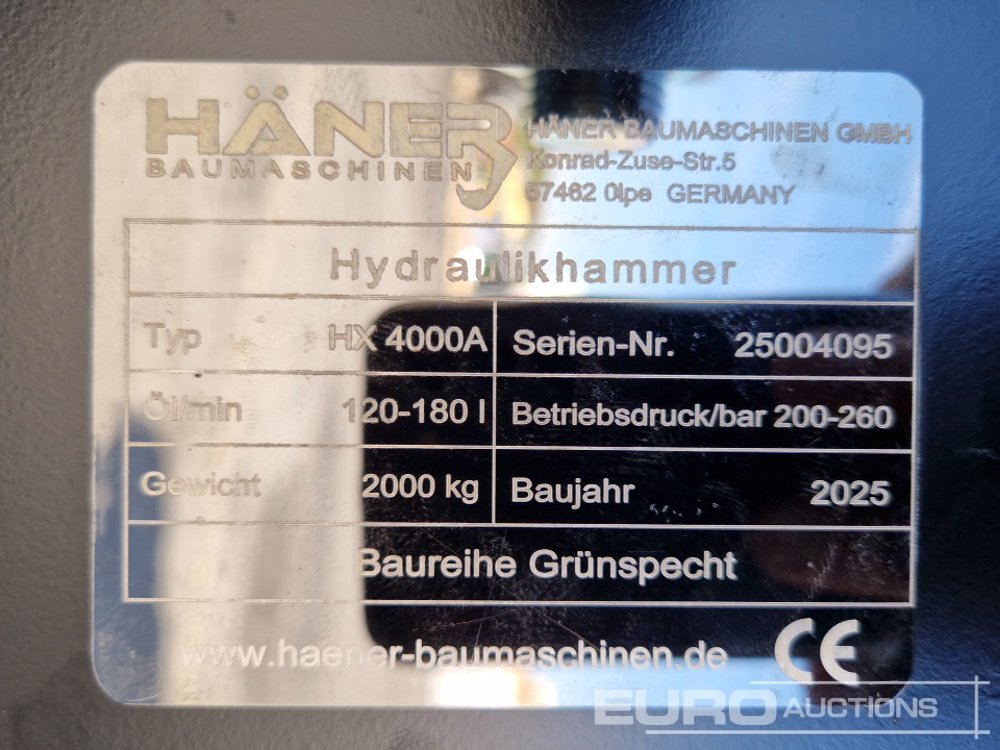 HÄNER
BAUMASCHINEN
HÄNER BAUMASCHINEN GMBH
Konrad-Zuse-Str.5
57462 Olpe GERMANY
Hydraulikhammer
Typ HX 4000A Serien-Nr. 25004095
Öl/min 120-180 l Betriebsdruck/bar 200-260
Gewicht 2000 kg Baujahr 2025
Baureihe Grünspecht
www.haener-baumaschinen.de CE
EURO AUCTIONS